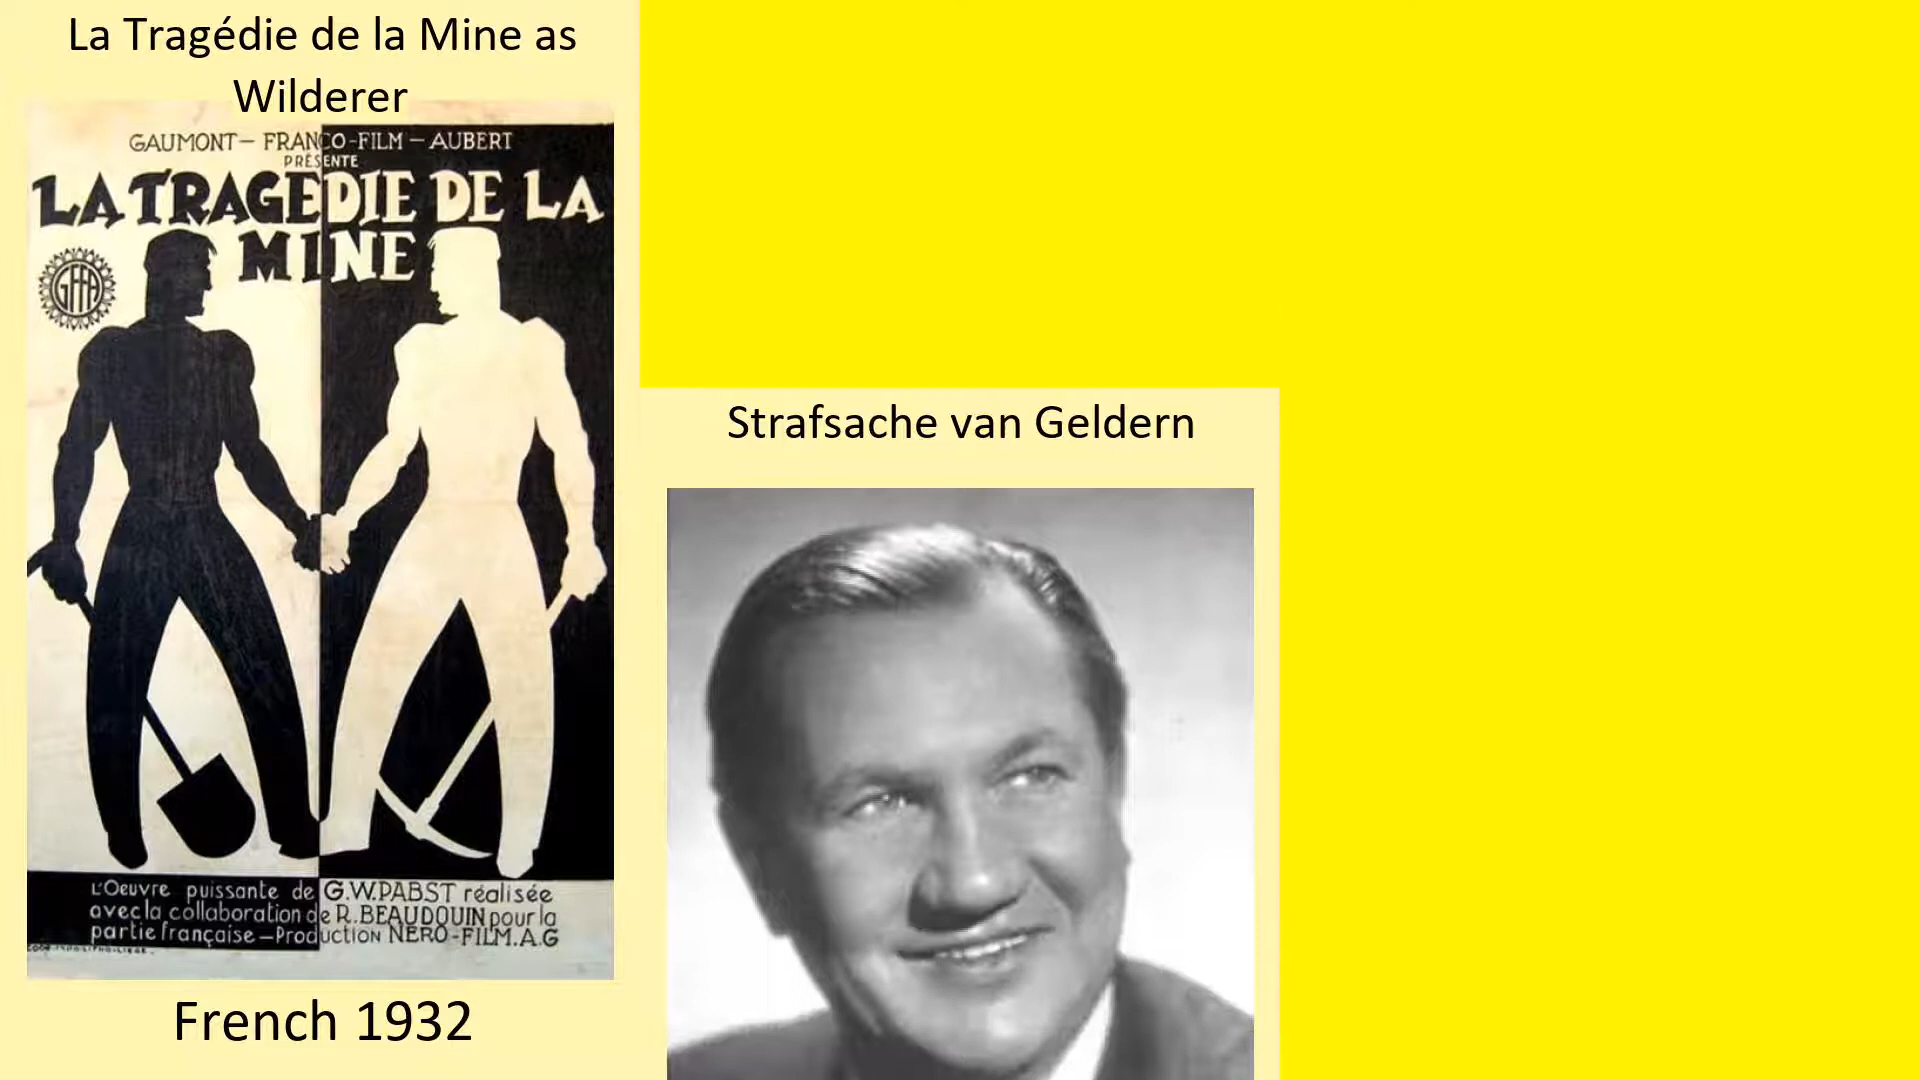 La Tragédie de la Mine as
Wilderer
GAUMONT — FRANCO-FILM — AUBERT
PRÉSENTE
LA TRAGEDIE DE LA
MINE
GFFA
L'Oeuvre puissante de G.W.PABST réalisée
avec la collaboration de R.BEAUDOUIN pour la
partie française — Production NERO-FILM.A.G
French 1932
Strafsache van Geldern